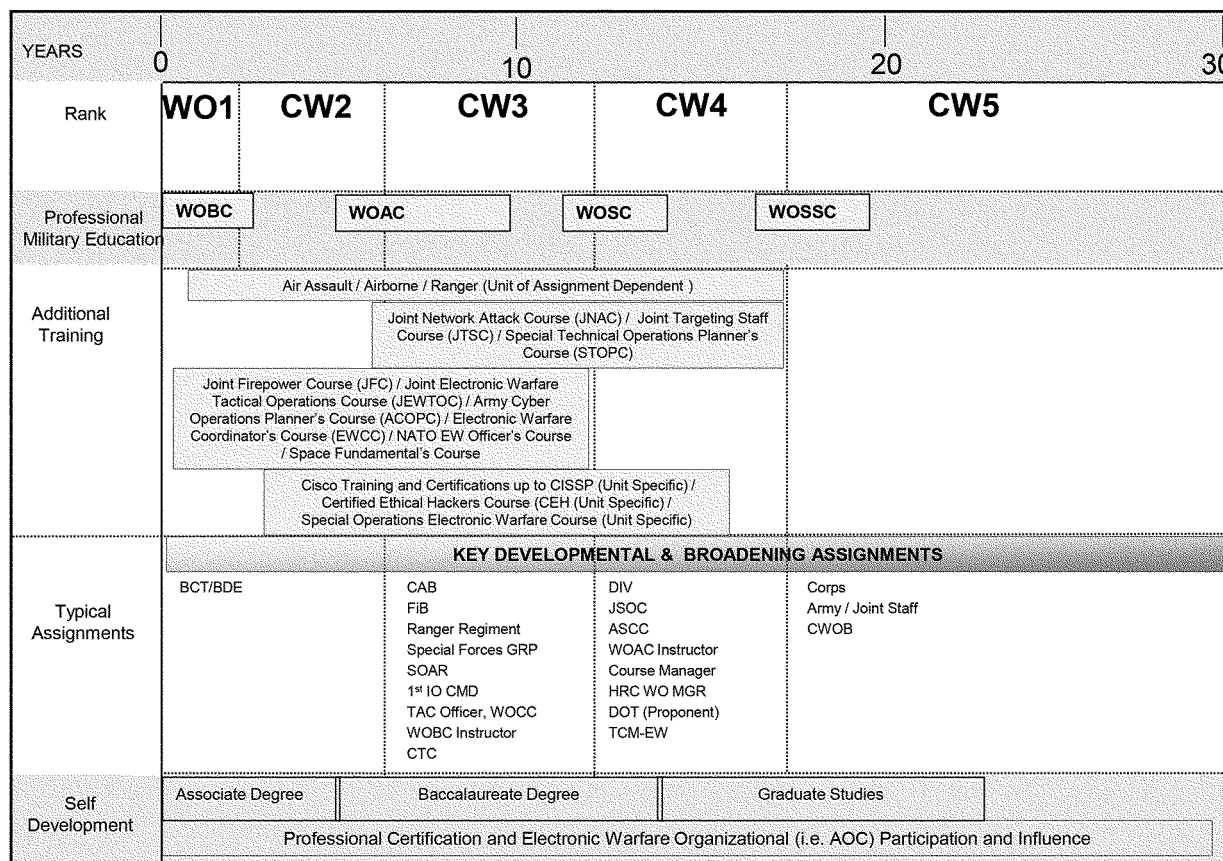 YEARS
0
10
20
30
Rank
WO1
CW2
CW3
CW4
CW5
Professional
Military Education
WOBC
WOAC
WOSC
WOSSC
Additional
Training
Air Assault / Airborne / Ranger (Unit of Assignment Dependent )
Joint Network Attack Course (JNAC) / Joint Targeting Staff
Course (JTSC) / Special Technical Operations Planner's
Course (STOPC)
Joint Firepower Course (JFC) / Joint Electronic Warfare
Tactical Operations Course (JEWTOC) / Army Cyber
Operations Planner's Course (ACOPC) / Electronic Warfare
Coordinator's Course (EWCC) / NATO EW Officer's Course
/ Space Fundamental's Course
Cisco Training and Certifications up to CISSP (Unit Specific) /
Certified Ethical Hackers Course (CEH (Unit Specific) /
Special Operations Electronic Warfare Course (Unit Specific)
KEY DEVELOPMENTAL & BROADENING ASSIGNMENTS
Typical
Assignments
BCT/BDE
CAB
FiB
Ranger Regiment
Special Forces GRP
SOAR
1st IO CMD
TAC Officer, WOCC
WOBC Instructor
CTC
DIV
JSOC
ASCC
WOAC Instructor
Course Manager
HRC WO MGR
DOT (Proponent)
TCM-EW
Corps
Army / Joint Staff
CWOB
Self
Development
Associate Degree
Baccalaureate Degree
Graduate Studies
Professional Certification and Electronic Warfare Organizational (i.e. AOC) Participation and Influence